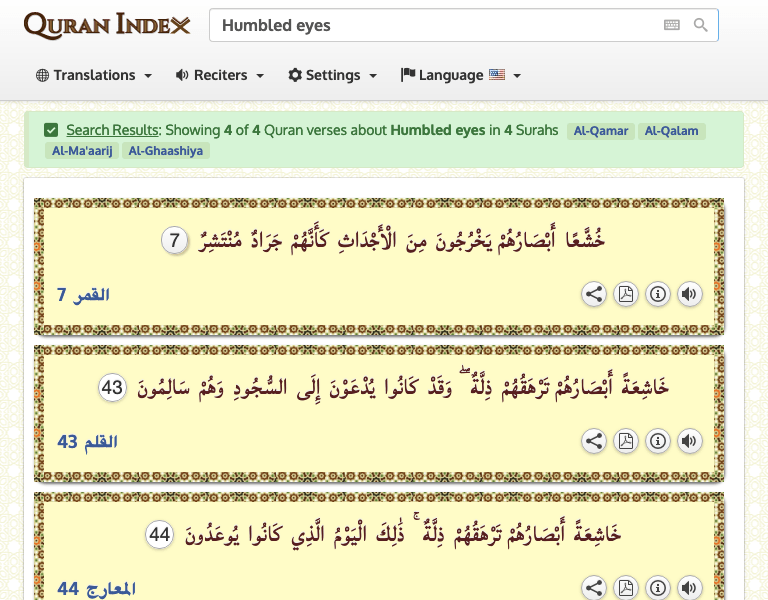 QURAN INDEX
Humbled eyes
Translations Reciters Settings Language
Search Results: Showing 4 of 4 Quran verses about Humbled eyes in 4 Surahs Al-Qamar Al-Qalam
Al-Ma'aarij Al-Ghaashiya
خُشَّعًا أَبْصَارُهُمْ يَخْرُجُونَ مِنَ الْأَجْدَاثِ كَأَنَّهُمْ جَرَادٌ مُنْتَشِرٌ 7
القمر 7
خَاشِعَةً أَبْصَارُهُمْ تَرْهَقُهُمْ ذِلَّةٌ ۖ وَقَدْ كَانُوا يُدْعَوْنَ إِلَى السُّجُودِ وَهُمْ سَالِمُونَ 43
القلم 43
خَاشِعَةً أَبْصَارُهُمْ تَرْهَقُهُمْ ذِلَّةٌ ۚ ذَٰلِكَ الْيَوْمُ الَّذِي كَانُوا يُوعَدُونَ 44
المعارج 44